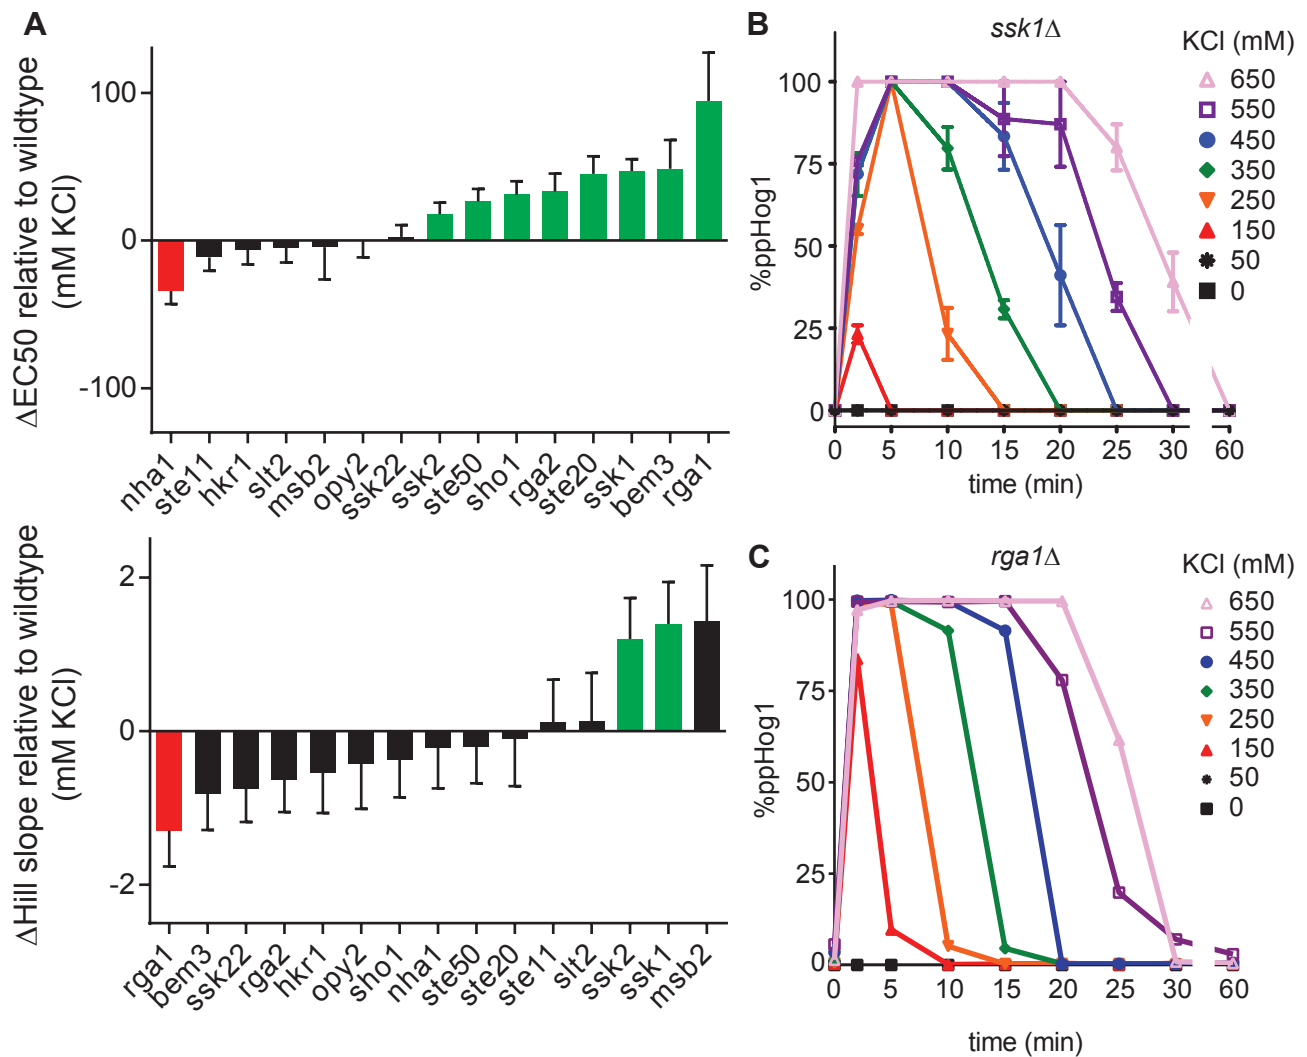 A
ΔEC50 relative to wildtype
(mM KCl)
100
0
-100
nha1
ste11
hkr1
slt2
msb2
opy2
ssk22
ssk2
ste50
sho1
rga2
ste20
ssk1
bem3
rga1
ΔHill slope relative to wildtype
(mM KCl)
2
0
-2
rga1
bem3
ssk22
rga2
hkr1
opy2
sho1
nha1
ste50
ste20
ste11
slt2
ssk2
ssk1
msb2
B
ssk1Δ
%ppHog1
100
75
50
25
0
0 5 10 15 20 25 30 60
time (min)
KCl (mM)
650
550
450
350
250
150
50
0
C
rga1Δ
%ppHog1
100
75
50
25
0
0 5 10 15 20 25 30 60
time (min)
KCl (mM)
650
550
450
350
250
150
50
0